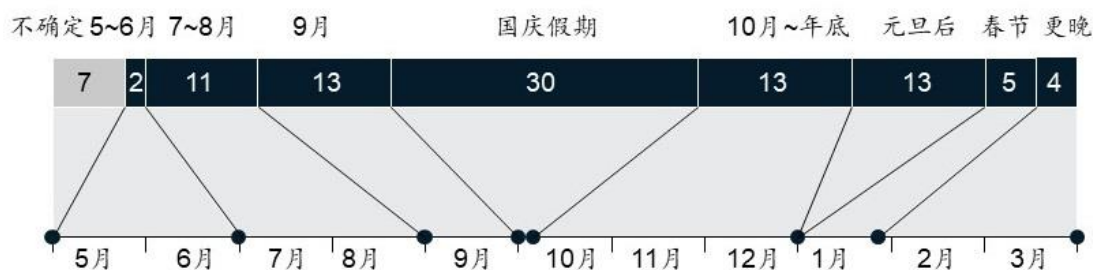 不确定 5~6月 7~8月 9月 国庆假期 10月~年底 元旦后 春节 更晚
7 2 11 13 30 13 13 5 4
5月 6月 7月 8月 9月 10月 11月 12月 1月 2月 3月